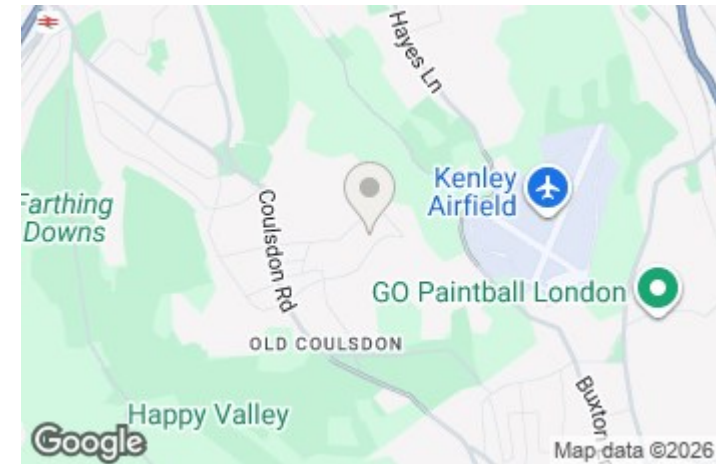 Hayes Ln
Kenley
Airfield
Farthing
Downs
Coulsdon Rd
GO Paintball London
OLD COULSDON
Happy Valley
Buxton
Google
Map data ©2026